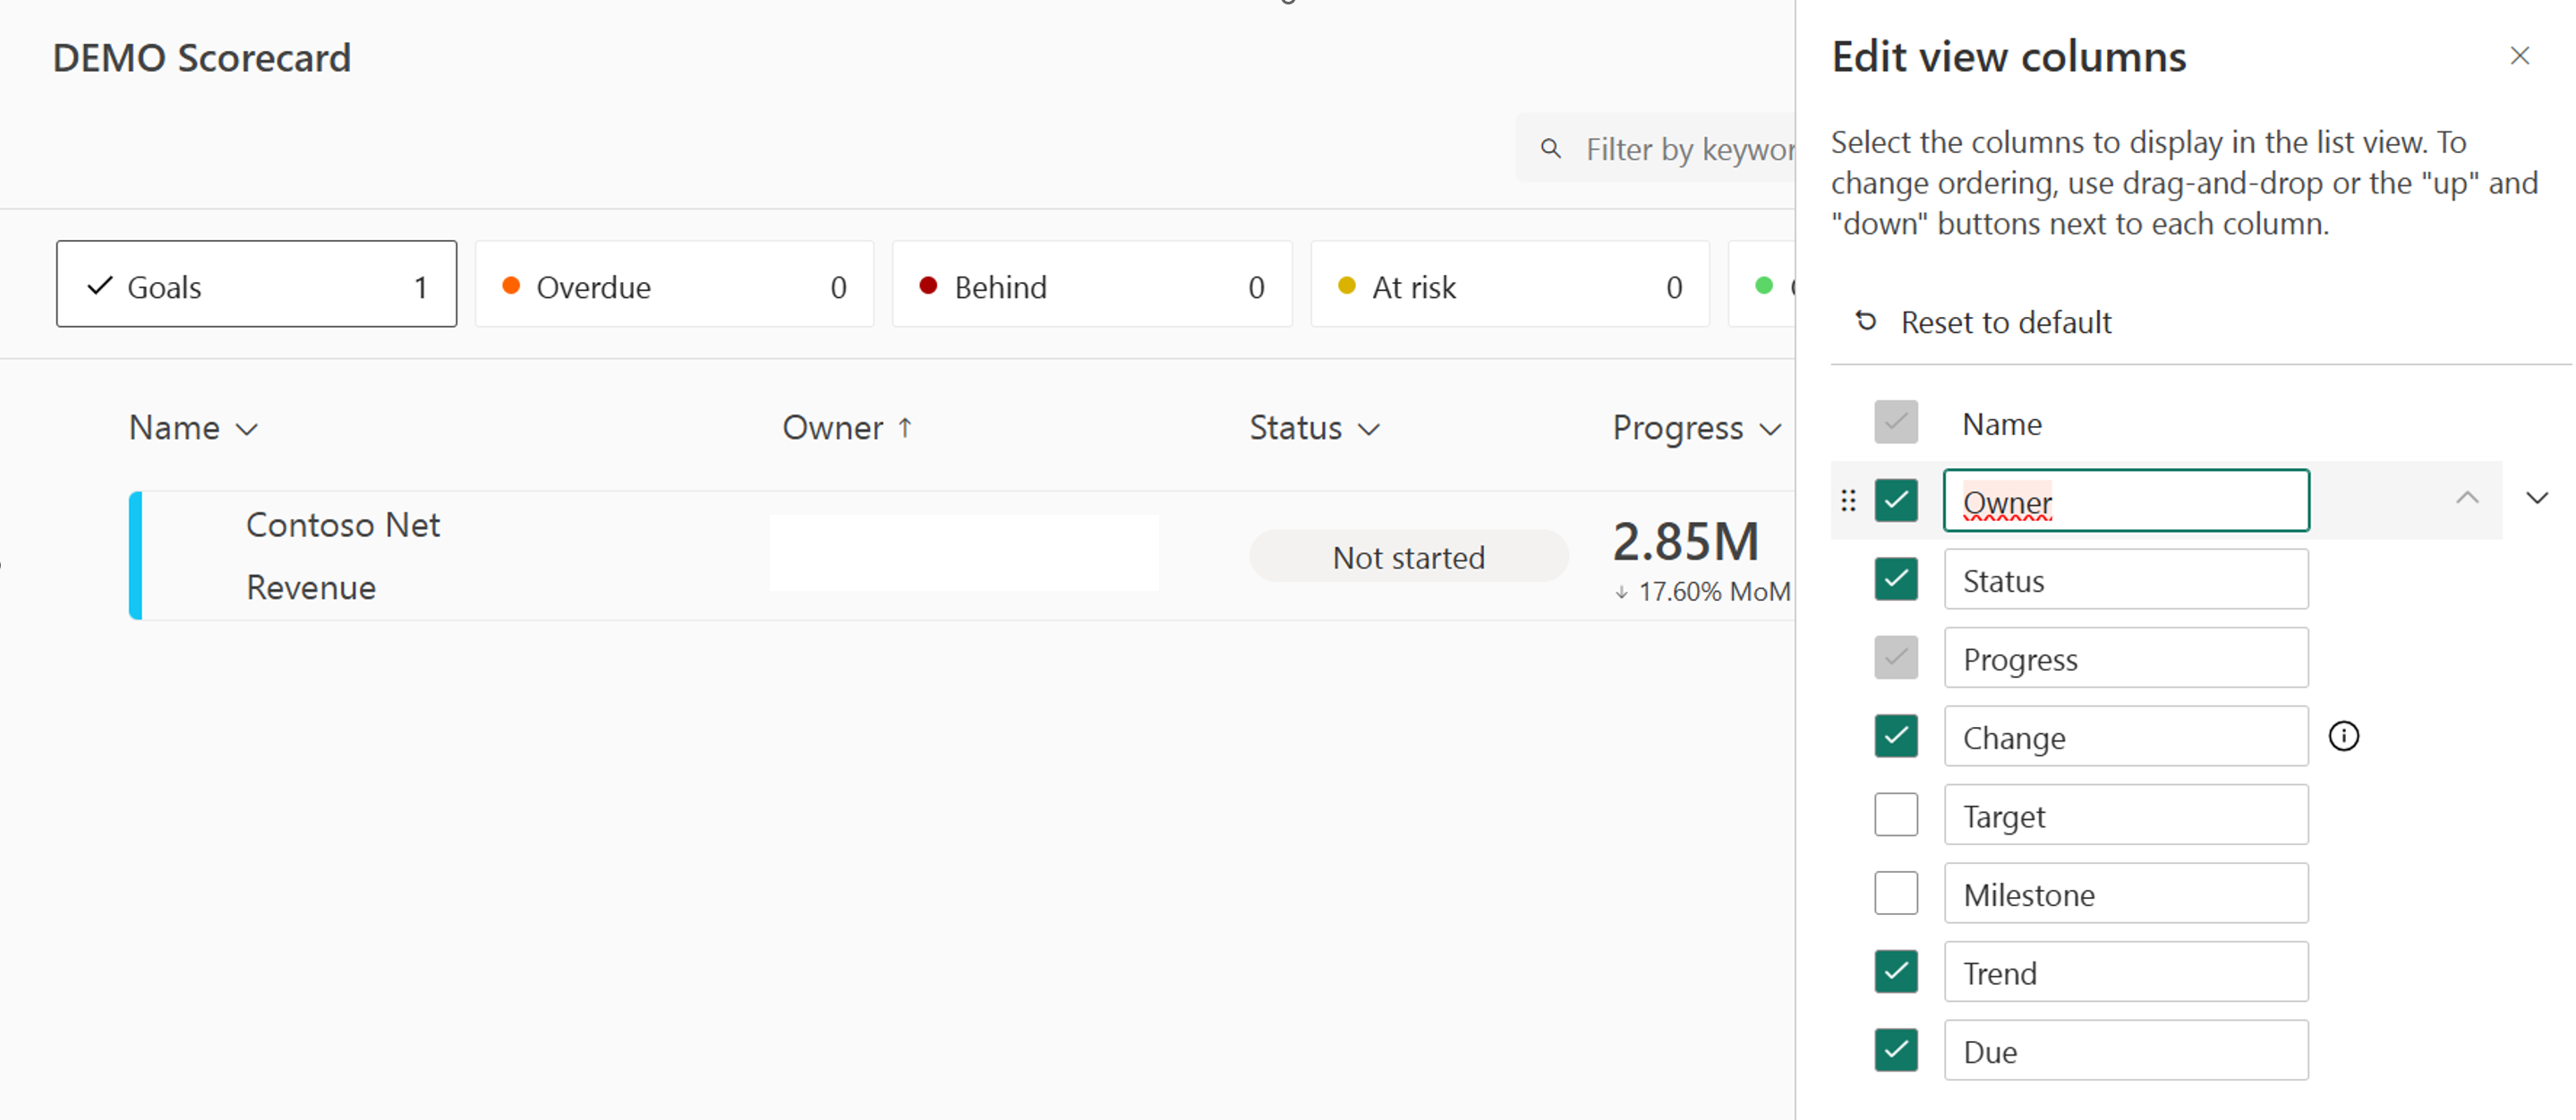 DEMO Scorecard
Filter by keywor
Goals 1
Overdue 0
Behind 0
At risk 0
Name
Owner
Status
Progress
Contoso Net
Revenue
Not started
2.85M
17.60% MoM
Edit view columns
Select the columns to display in the list view. To
change ordering, use drag-and-drop or the "up" and
"down" buttons next to each column.
Reset to default
Name
Owner
Status
Progress
Change
Target
Milestone
Trend
Due